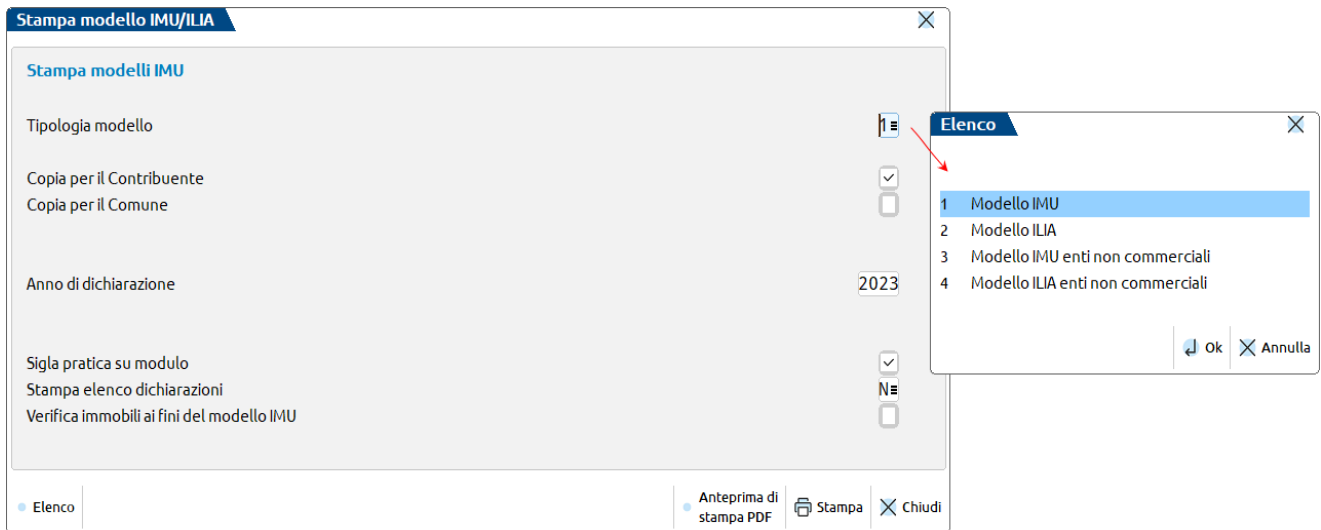 Stampa modello IMU/ILIA
Stampa modelli IMU
Tipologia modello 1
Copia per il Contribuente
Copia per il Comune
Anno di dichiarazione 2023
Sigla pratica su modulo
Stampa elenco dichiarazioni N
Verifica immobili ai fini del modello IMU
Elenco
Anteprima di
stampa PDF
Stampa
Chiudi
Elenco
1 Modello IMU
2 Modello ILIA
3 Modello IMU enti non commerciali
4 Modello ILIA enti non commerciali
Ok
Annulla